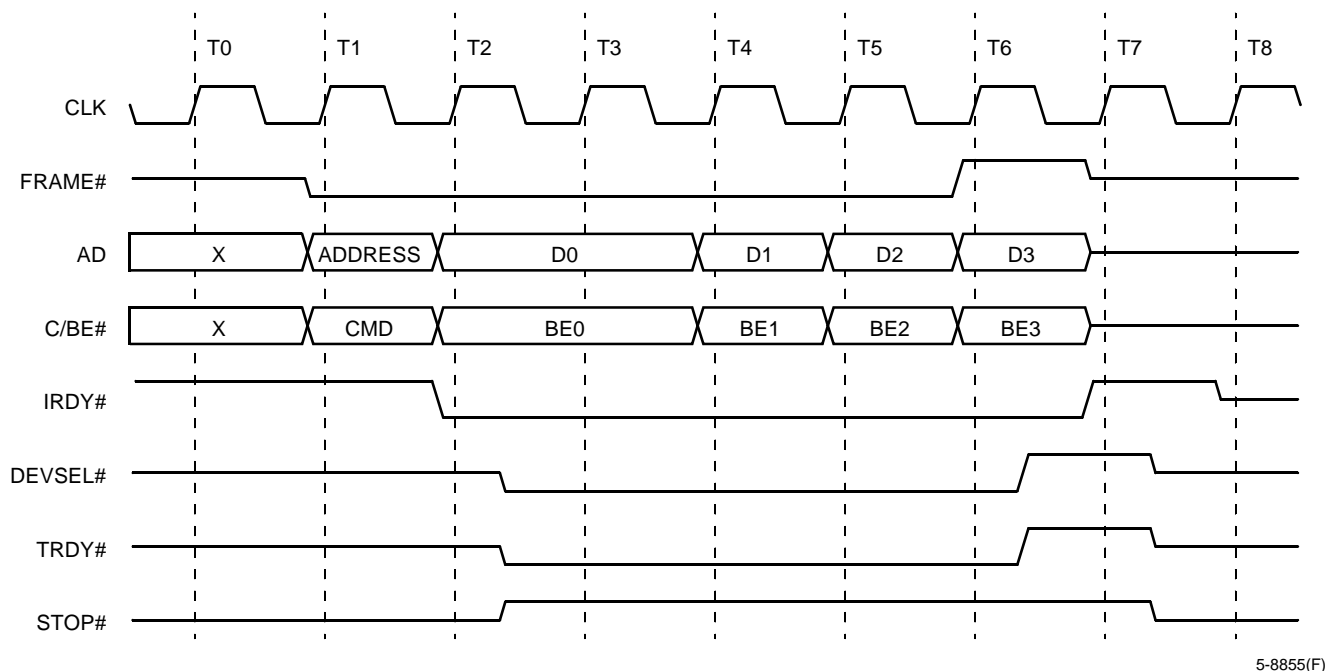 T0 T1 T2 T3 T4 T5 T6 T7 T8
CLK
FRAME#
AD X ADDRESS D0 D1 D2 D3
C/BE# X CMD BE0 BE1 BE2 BE3
IRDY#
DEVSEL#
TRDY#
STOP#
5-8855(F)